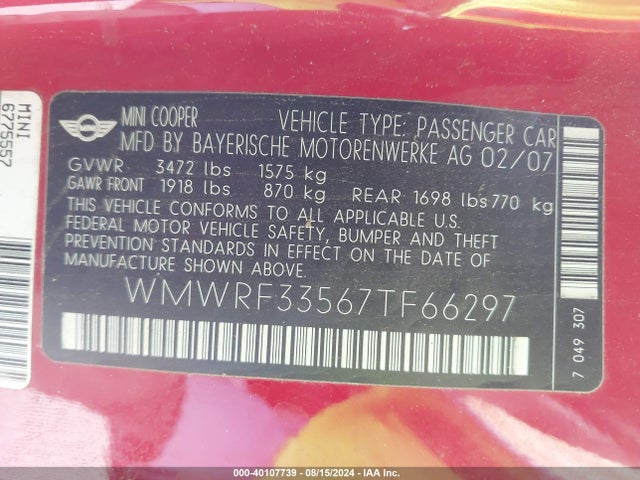 MINI COOPER VEHICLE TYPE: PASSENGER CAR
MFD BY BAYERISCHE MOTORENWERKE AG 02/07
GVWR. 3472 lbs 1575 kg
GAWR FRONT 1918 lbs 870 kg REAR 1698 lbs 770 kg
THIS VEHICLE CONFORMS TO ALL APPLICABLE U.S.
FEDERAL MOTOR VEHICLE SAFETY, BUMPER AND THEFT
PREVENTION STANDARDS IN EFFECT ON THE DATE OF
MANUFACTURE SHOWN ABOVE.
WMWRF33567TF66297
7 049 307
MINI
6775557
000-40107739 - 08/15/2024 - IAA Inc.